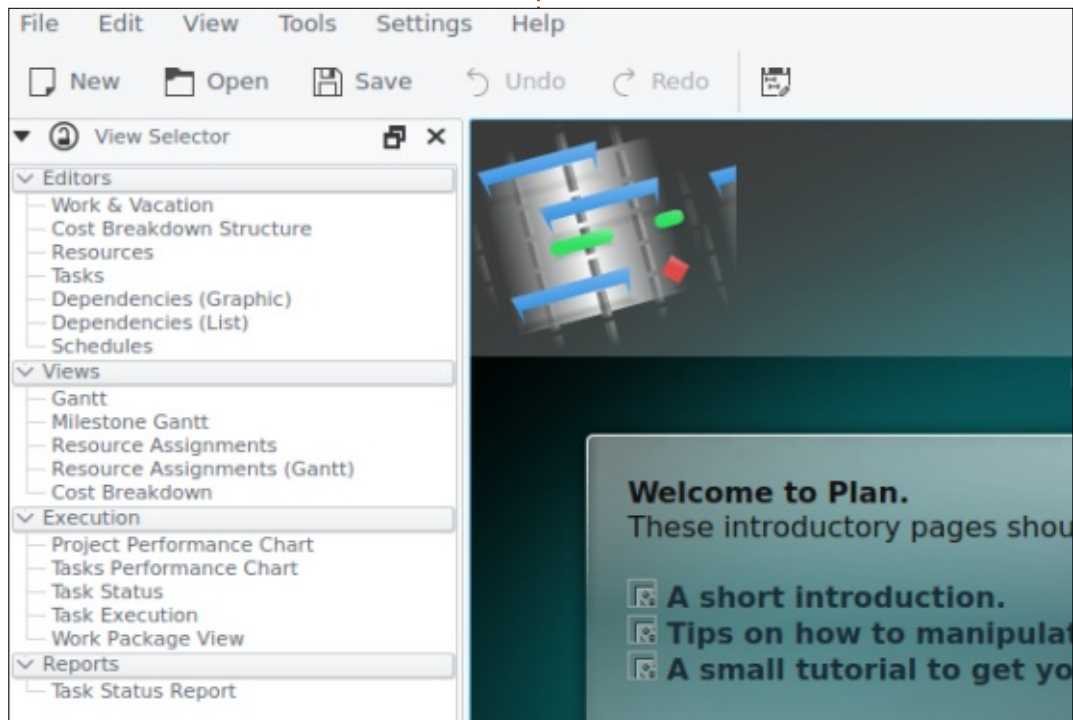 File Edit View Tools Settings Help
New Open Save Undo Redo
View Selector
Editors
Work & Vacation
Cost Breakdown Structure
Resources
Tasks
Dependencies (Graphic)
Dependencies (List)
Schedules
Views
Gantt
Milestone Gantt
Resource Assignments
Resource Assignments (Gantt)
Cost Breakdown
Execution
Project Performance Chart
Tasks Performance Chart
Task Status
Task Execution
Work Package View
Reports
Task Status Report
Welcome to Plan.
These introductory pages shou
A short introduction.
Tips on how to manipulat
A small tutorial to get yo